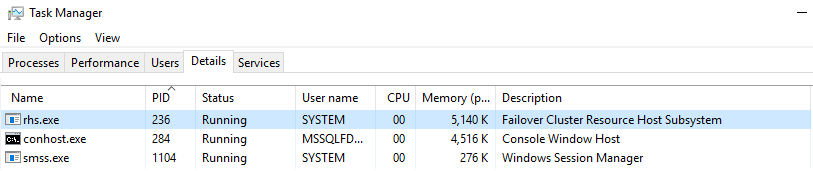 Task Manager
File Options View
Processes Performance Users Details Services
Name PID Status User name CPU Memory (p... Description
rhs.exe 236 Running SYSTEM 00 5,140 K Failover Cluster Resource Host Subsystem
conhost.exe 284 Running MSSQLFD... 00 4,516 K Console Window Host
smss.exe 1104 Running SYSTEM 00 276 K Windows Session Manager